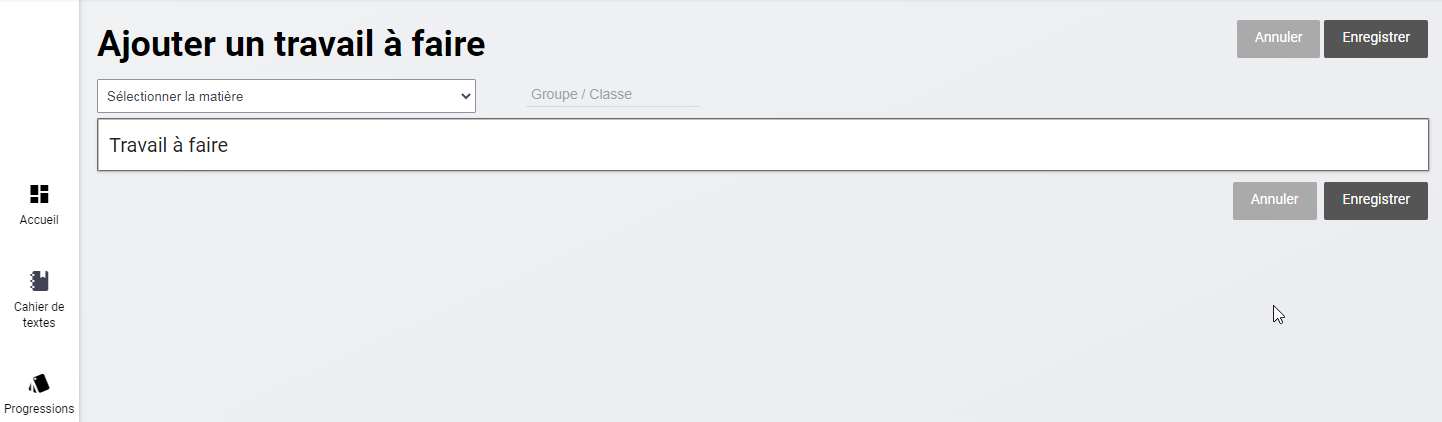 Ajouter un travail à faire
Annuler
Enregistrer
Sélectionner la matière
Groupe / Classe
Travail à faire
Annuler
Enregistrer
Accueil
Cahier de
textes
Progressions